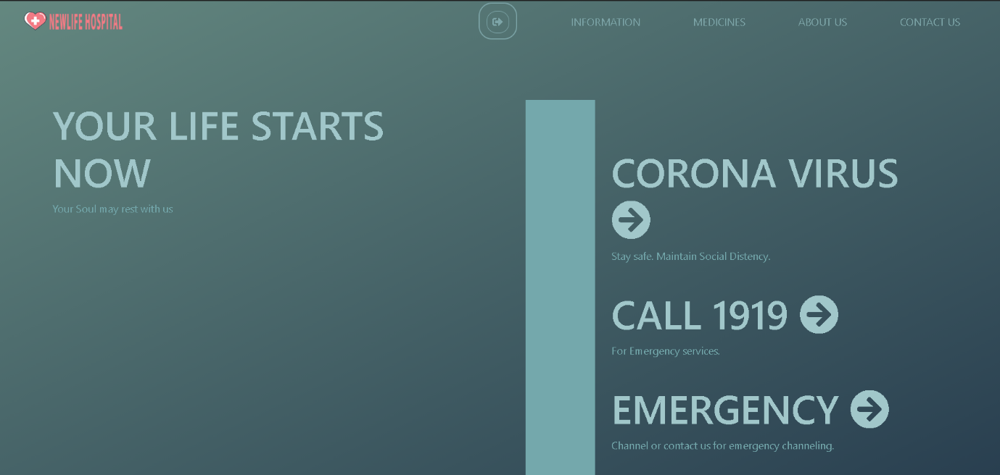 NEWLIFE HOSPITAL
INFORMATION
MEDICINES
ABOUT US
CONTACT US
YOUR LIFE STARTS
NOW
Your Soul may rest with us
CORONA VIRUS
Stay safe. Maintain Social Distency.
CALL 1919
For Emergency services.
EMERGENCY
Channel or contact us for emergency channeling.